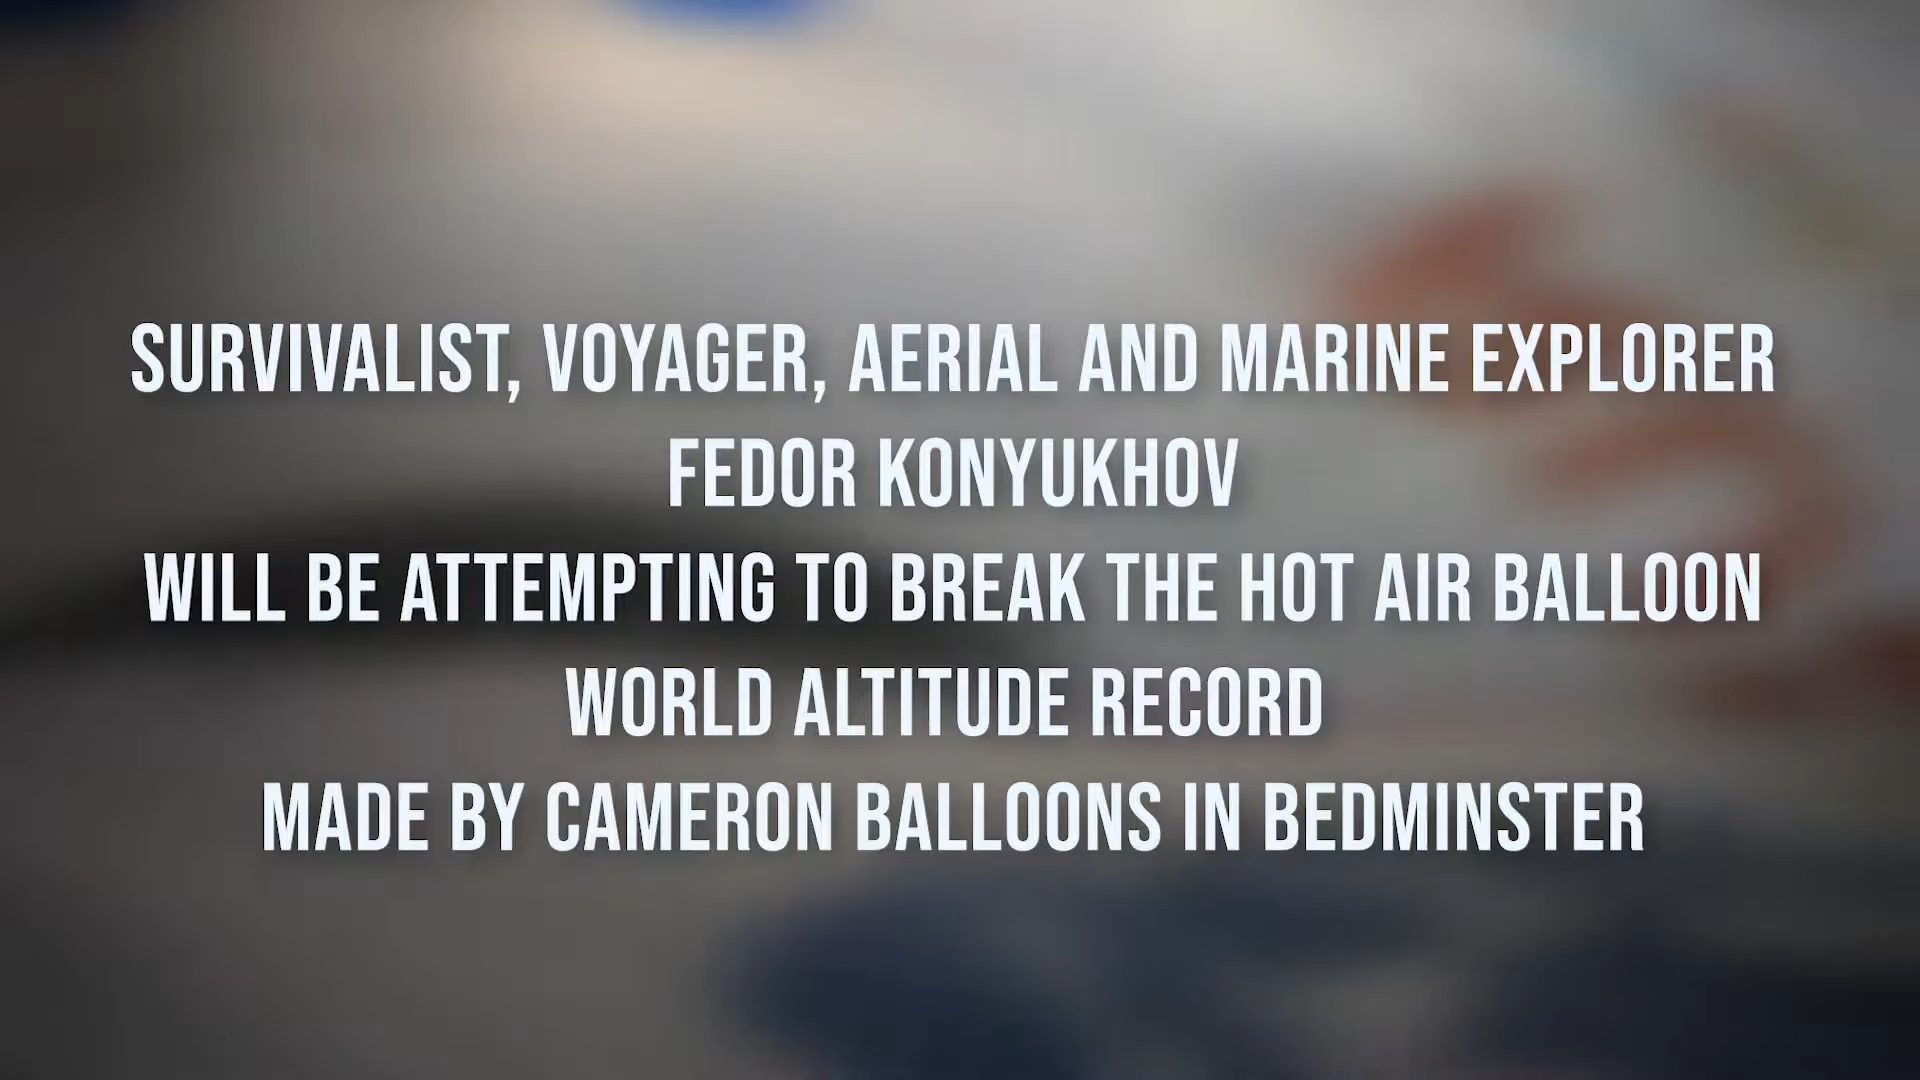 SURVIVALIST, VOYAGER, AERIAL AND MARINE EXPLORER
FEDOR KONYUKHOV
WILL BE ATTEMPTING TO BREAK THE HOT AIR BALLOON
WORLD ALTITUDE RECORD
MADE BY CAMERON BALLOONS IN BEDMINSTER